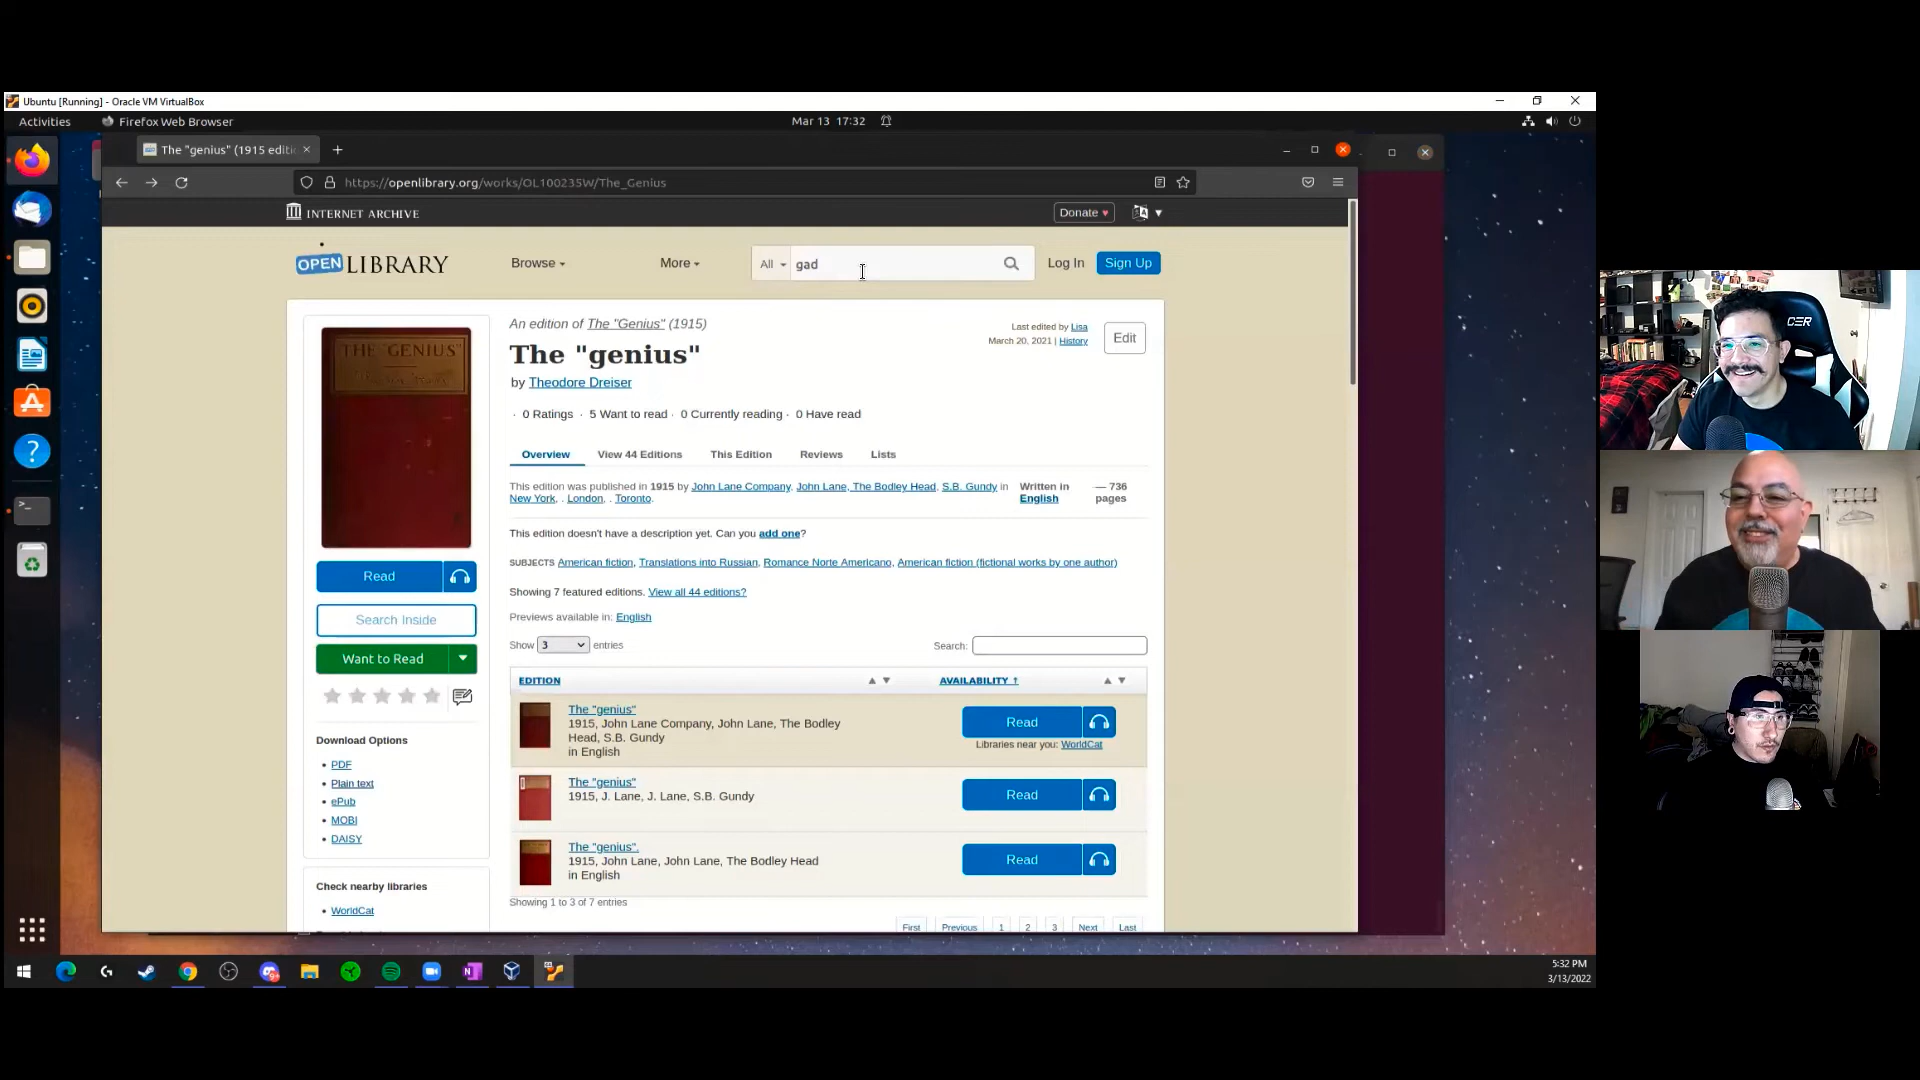 Ubuntu [Running] - Oracle VM VirtualBox
Activities
Firefox Web Browser
Mar 13 17:32
The "genius" (1915 editi
https://openlibrary.org/works/OL100235W/The_Genius
INTERNET ARCHIVE
Donate ♥
OPEN LIBRARY
Browse
More
All
gad
Log In
Sign Up
An edition of The "Genius" (1915)
Last edited by Lisa
March 20, 2021 | History
Edit
The "genius"
by Theodore Dreiser
· 0 Ratings · 5 Want to read · 0 Currently reading · 0 Have read
Overview
View 44 Editions
This Edition
Reviews
Lists
This edition was published in 1915 by John Lane Company, John Lane, The Bodley Head, S.B. Gundy in
New York, . London, . Toronto.
Written in
English
— 736
pages
This edition doesn't have a description yet. Can you add one?
SUBJECTS American fiction, Translations into Russian, Romance Norte Americano, American fiction (fictional works by one author)
Showing 7 featured editions. View all 44 editions?
Previews available in: English
Show 3 entries
Search:
EDITION
AVAILABILITY ↑
The "genius"
1915, John Lane Company, John Lane, The Bodley
Head, S.B. Gundy
in English
Read
Libraries near you: WorldCat
The "genius"
1915, J. Lane, J. Lane, S.B. Gundy
Read
The "genius".
1915, John Lane, John Lane, The Bodley Head
in English
Read
Showing 1 to 3 of 7 entries
First
Previous
1
2
3
Next
Last
THE "GENIUS"
Read
Search Inside
Want to Read
Download Options
PDF
Plain text
ePub
MOBI
DAISY
Check nearby libraries
WorldCat
5:32 PM
3/13/2022
CER